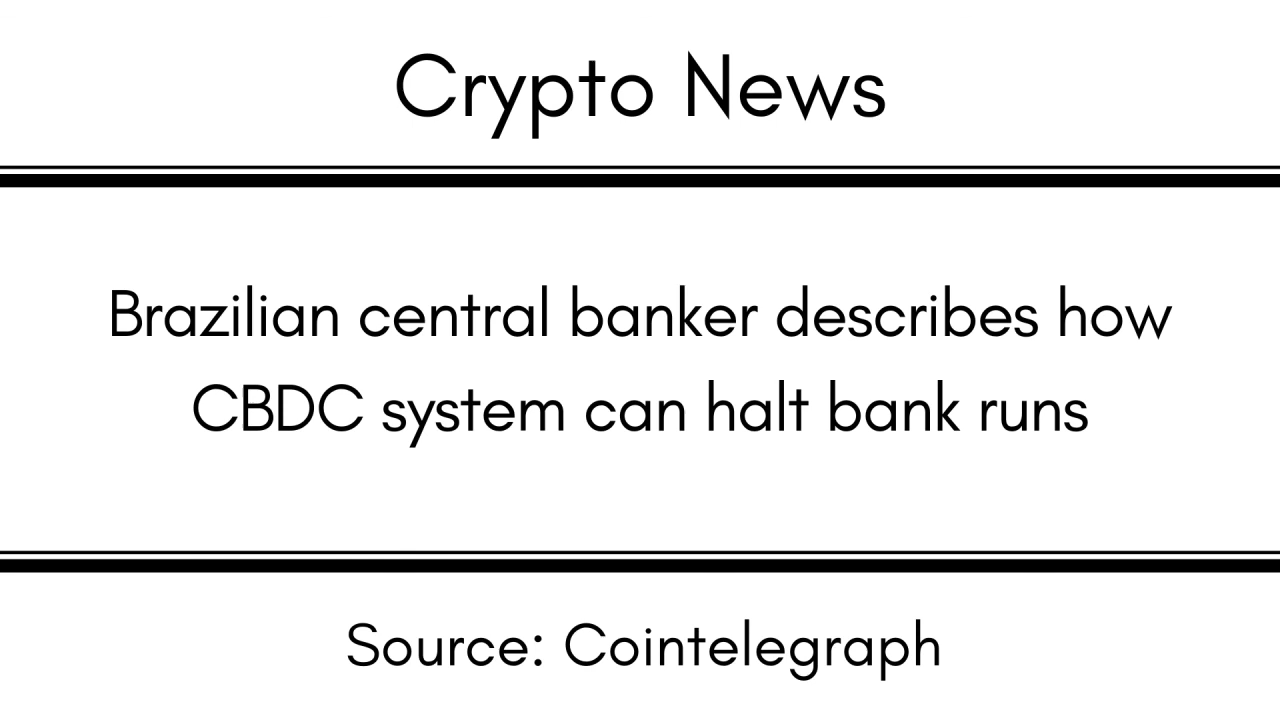 Crypto News
Brazilian central banker describes how
CBDC system can halt bank runs
Source: Cointelegraph